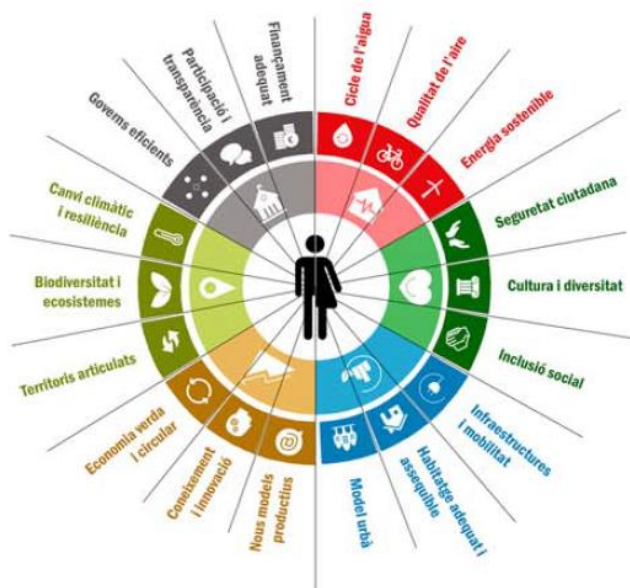 Cicle de l'aigua
Qualitat de l'aire
Energia sostenible
Seguretat ciutadana
Cultura i diversitat
Inclusió social
Infraestructures
i mobilitat
Habitatge adequat i
assequible
Model urbà
Nous models
productius
Coneixement
i innovació
Economia verda
i circular
Territoris articulats
Biodiversitat i
ecosistemes
Canvi climàtic
i resiliència
Governs eficients
Participació i
transparència
Finançament
adequat